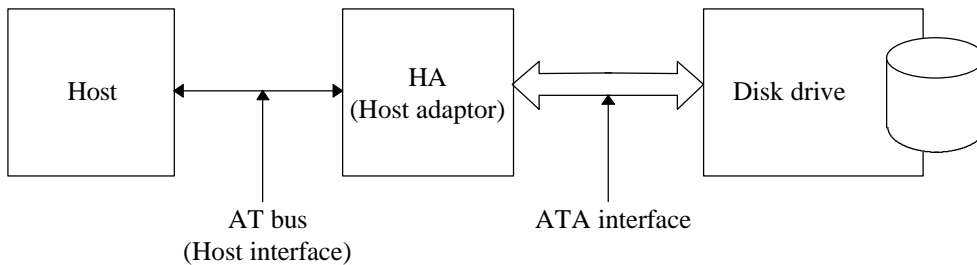 Host
HA
(Host adaptor)
Disk drive
AT bus
(Host interface)
ATA interface